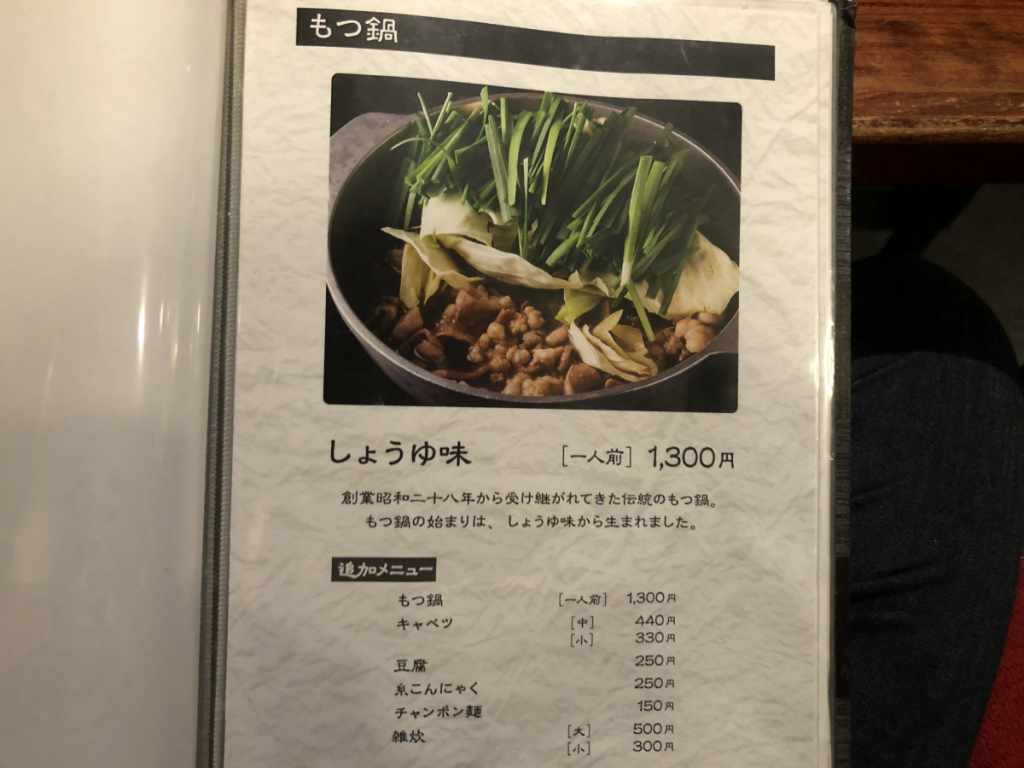 もつ鍋
しょうゆ味 [一人前] 1,300円
創業昭和二十八年から受け継がれてきた伝統のもつ鍋。
もつ鍋の始まりは、しょうゆ味から生まれました。
追加メニュー
もつ鍋 [一人前] 1,300円
キャベツ [中] 440円
[小] 330円
豆腐 250円
糸こんにゃく 250円
チャンポン麺 150円
雑炊 [大] 500円
[小] 300円